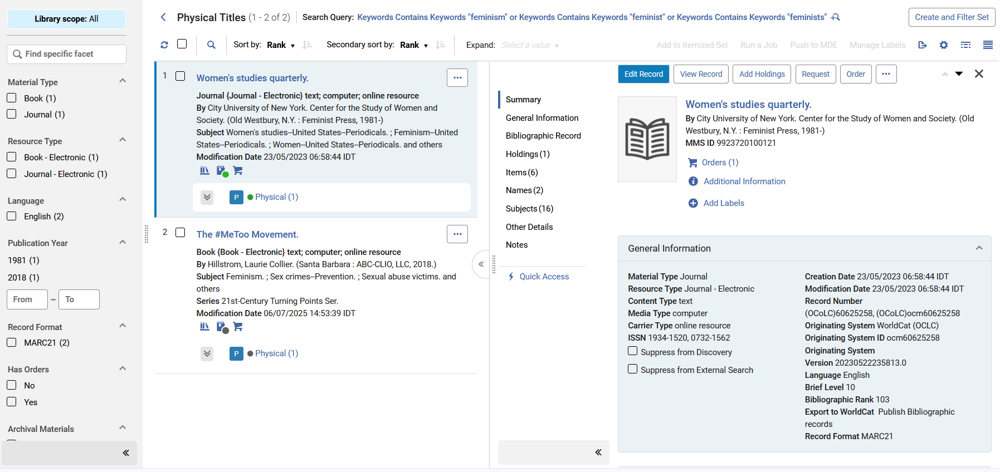 Library scope: All
Find specific facet
Material Type
Book (1)
Journal (1)
Resource Type
Book - Electronic (1)
Journal - Electronic (1)
Language
English (2)
Publication Year
1981 (1)
2018 (1)
From – To
Record Format
MARC21 (2)
Has Orders
No
Yes
Archival Materials
Physical Titles (1 - 2 of 2) Search Query: Keywords Contains Keywords "feminism" or Keywords Contains Keywords "feminist" or Keywords Contains Keywords "feminists"
Create and Filter Set
Sort by: Rank Secondary sort by: Rank Expand: Select a value
Add to Itemized Set Run a Job Push to MDE Manage Labels
1 Women's studies quarterly.
Journal {Journal - Electronic} text; computer; online resource
By City University of New York. Center for the Study of Women and
Society. (Old Westbury, N.Y. : Feminist Press, 1981-)
Subject Women's studies--United States--Periodicals. ; Feminism--United
States--Periodicals. ; Women--United States--Periodicals. and others
Modification Date 23/05/2023 06:58:44 IDT
P Physical (1)
2 The #MeToo Movement.
Book {Book - Electronic} text; computer; online resource
By Hillstrom, Laurie Collier. (Santa Barbara : ABC-CLIO, LLC, 2018.)
Subject Feminism. ; Sex crimes--Prevention. ; Sexual abuse victims. and
others
Series 21st-Century Turning Points Ser.
Modification Date 06/07/2025 14:53:39 IDT
P Physical (1)
Summary
General Information
Bibliographic Record
Holdings (1)
Items (6)
Names (2)
Subjects (16)
Other Details
Notes
Quick Access
Edit Record View Record Add Holdings Request Order
Women's studies quarterly.
By City University of New York. Center for the Study of Women and Society. (Old
Westbury, N.Y. : Feminist Press, 1981-)
MMS ID 9923720100121
Orders (1)
Additional Information
Add Labels
General Information
Material Type Journal
Resource Type Journal - Electronic
Content Type text
Media Type computer
Carrier Type online resource
ISSN 1934-1520, 0732-1562
Suppress from Discovery
Suppress from External Search
Creation Date 23/05/2023 06:58:44 IDT
Modification Date 23/05/2023 06:58:44 IDT
Record Number
(OCoLC)60625258, (OCoLC)ocm60625258
Originating System WorldCat (OCLC)
Originating System ID ocm60625258
Originating System
Version 20230522235813.0
Language English
Brief Level 10
Bibliographic Rank 103
Export to WorldCat Publish Bibliographic
records
Record Format MARC21